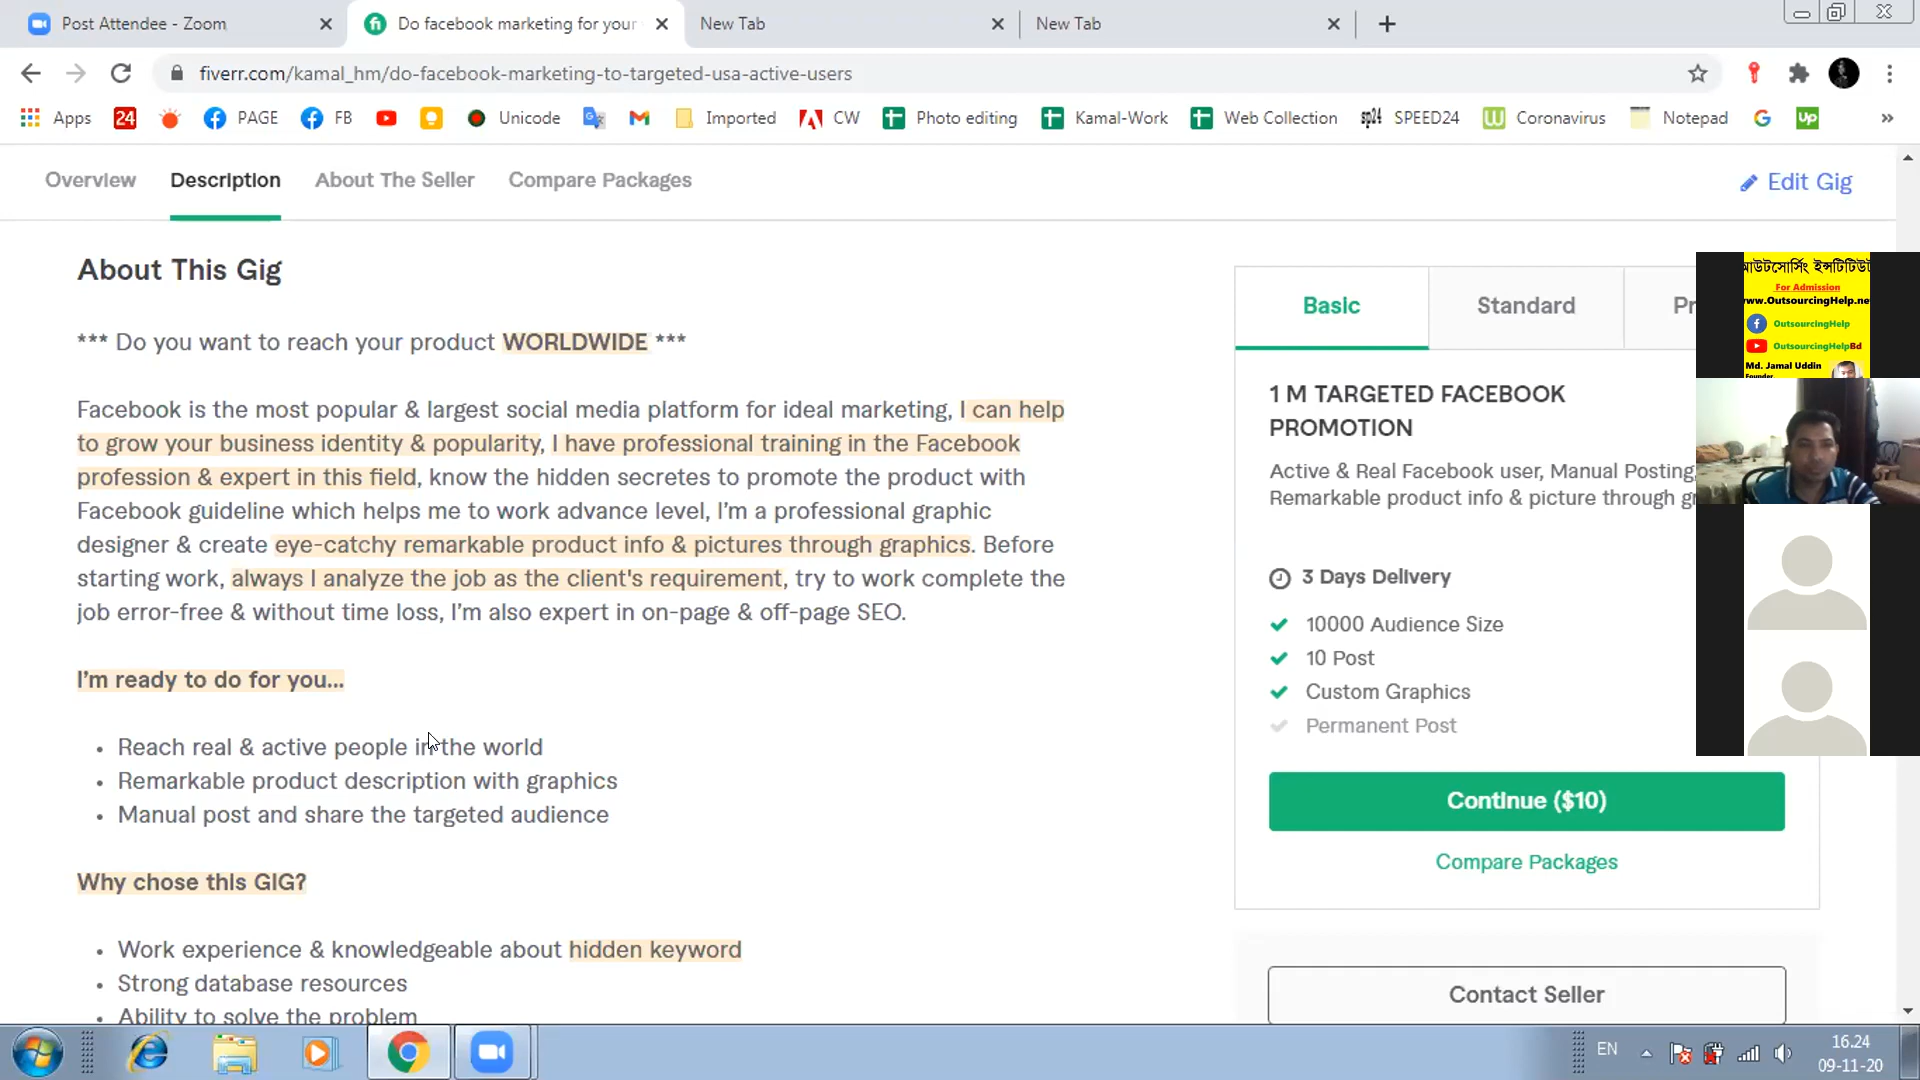 Post Attendee - Zoom
Do facebook marketing for your
New Tab
New Tab
fiverr.com/kamal_hm/do-facebook-marketing-to-targeted-usa-active-users
Apps
24
PAGE
FB
Unicode
Imported
CW
Photo editing
Kamal-Work
Web Collection
SPEED24
Coronavirus
Notepad
Up
Overview
Description
About The Seller
Compare Packages
Edit Gig
About This Gig
*** Do you want to reach your product WORLDWIDE ***
Facebook is the most popular & largest social media platform for ideal marketing, I can help
to grow your business identity & popularity, I have professional training in the Facebook
profession & expert in this field, know the hidden secretes to promote the product with
Facebook guideline which helps me to work advance level, I'm a professional graphic
designer & create eye-catchy remarkable product info & pictures through graphics. Before
starting work, always I analyze the job as the client's requirement, try to work complete the
job error-free & without time loss, I'm also expert in on-page & off-page SEO.
I'm ready to do for you...
• Reach real & active people in the world
• Remarkable product description with graphics
• Manual post and share the targeted audience
Why chose this GIG?
• Work experience & knowledgeable about hidden keyword
• Strong database resources
• Ability to solve the problem
Basic
Standard
Pr
1 M TARGETED FACEBOOK
PROMOTION
Active & Real Facebook user, Manual Posting,
Remarkable product info & picture through gr
3 Days Delivery
10000 Audience Size
10 Post
Custom Graphics
Permanent Post
Continue ($10)
Compare Packages
Contact Seller
আউটসোর্সিং ইন্সটিটিউট
For Admission
www.OutsourcingHelp.ne
OutsourcingHelp
OutsourcingHelpBd
Md. Jamal Uddin
Founder,
EN
16.24
09-11-20